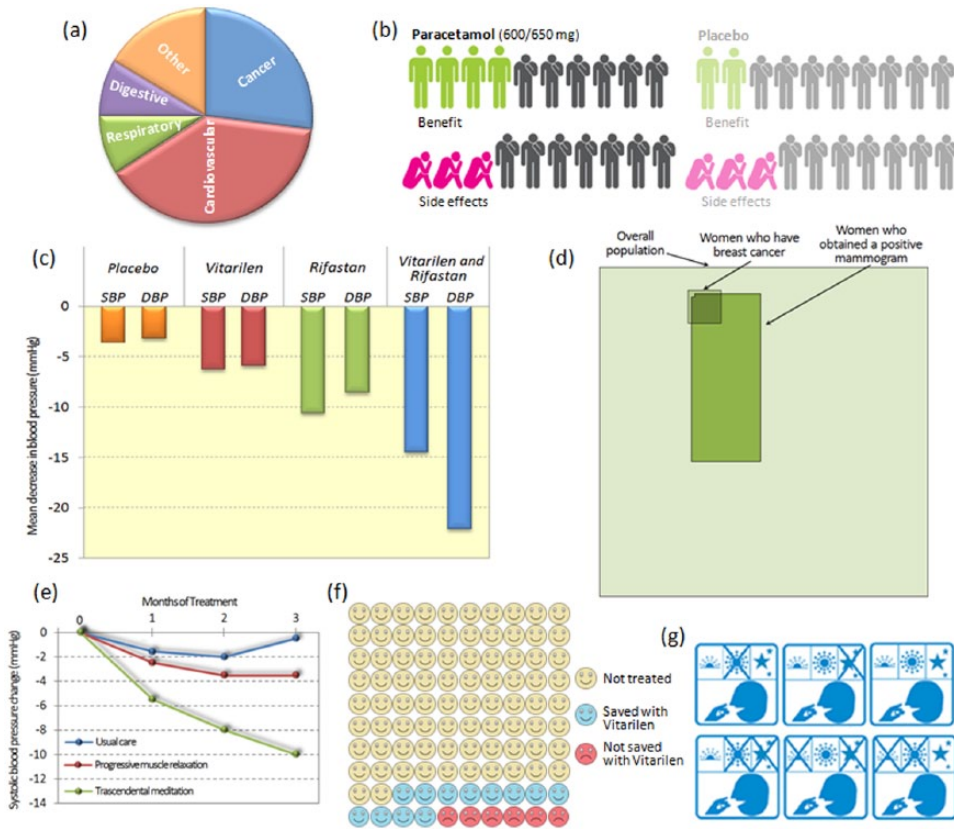 (a)
Other
Cancer
Digestive
Respiratory
Cardiovascular
(b)
Paracetamol (600/650 mg)
Placebo
Benefit
Benefit
Side effects
Side effects
(c)
Placebo
Vitarilen
Rifastan
Vitarilen and
Rifastan
SBP DBP SBP DBP SBP DBP SBP DBP
0
-5
-10
-15
-20
-25
Mean decrease in blood pressure (mmHg)
(d)
Overall
population
Women who have
breast cancer
Women who
obtained a positive
mammogram
(e)
Months of Treatment
0 1 2 3
0
-2
-4
-6
-8
-10
-12
-14
Systolic blood pressure change (mmHg)
Usual care
Progressive muscle relaxation
Trascendental meditation
(f)
Not treated
Saved with
Vitarilen
Not saved
with Vitarilen
(g)